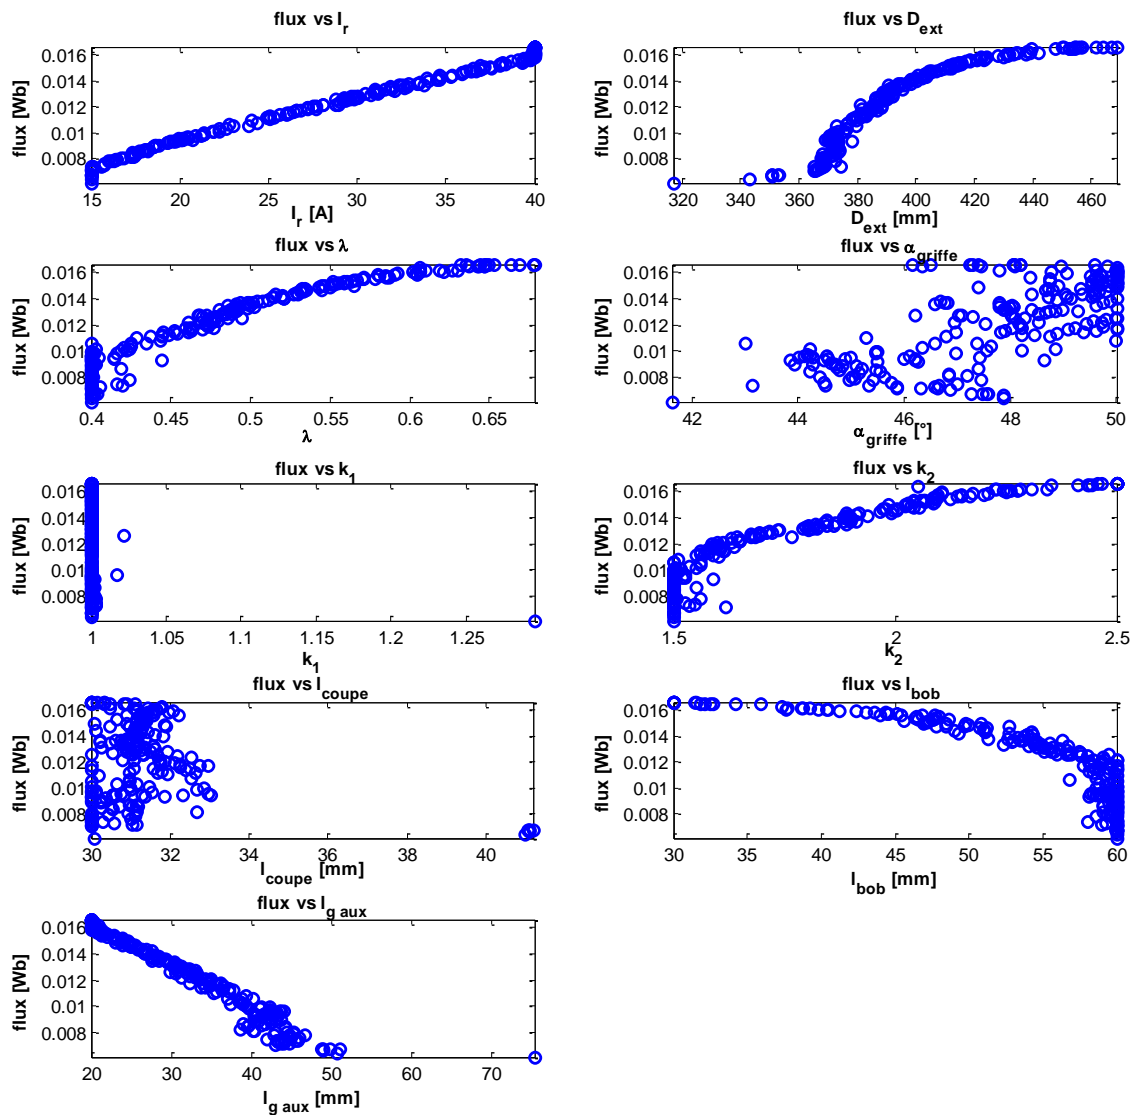 flux vs I_r
flux [Wb]
0.016
0.014
0.012
0.01
0.008
15 20 25 30 35 40
I_r [A]
flux vs D_ext
flux [Wb]
0.016
0.014
0.012
0.01
0.008
320 340 360 380 400 420 440 460
D_ext [mm]
flux vs λ
flux [Wb]
0.016
0.014
0.012
0.01
0.008
0.4 0.45 0.5 0.55 0.6 0.65
λ
flux vs α_griffe
flux [Wb]
0.016
0.014
0.012
0.01
0.008
42 44 46 48 50
α_griffe [°]
flux vs k_1
flux [Wb]
0.016
0.014
0.012
0.01
0.008
1 1.05 1.1 1.15 1.2 1.25
k_1
flux vs k_2
flux [Wb]
0.016
0.014
0.012
0.01
0.008
1.5 2 2.5
k_2
flux vs l_coupe
flux [Wb]
0.016
0.014
0.012
0.01
0.008
30 32 34 36 38 40
l_coupe [mm]
flux vs l_bob
flux [Wb]
0.016
0.014
0.012
0.01
0.008
30 35 40 45 50 55 60
l_bob [mm]
flux vs l_g aux
flux [Wb]
0.016
0.014
0.012
0.01
0.008
20 30 40 50 60 70
l_g aux [mm]